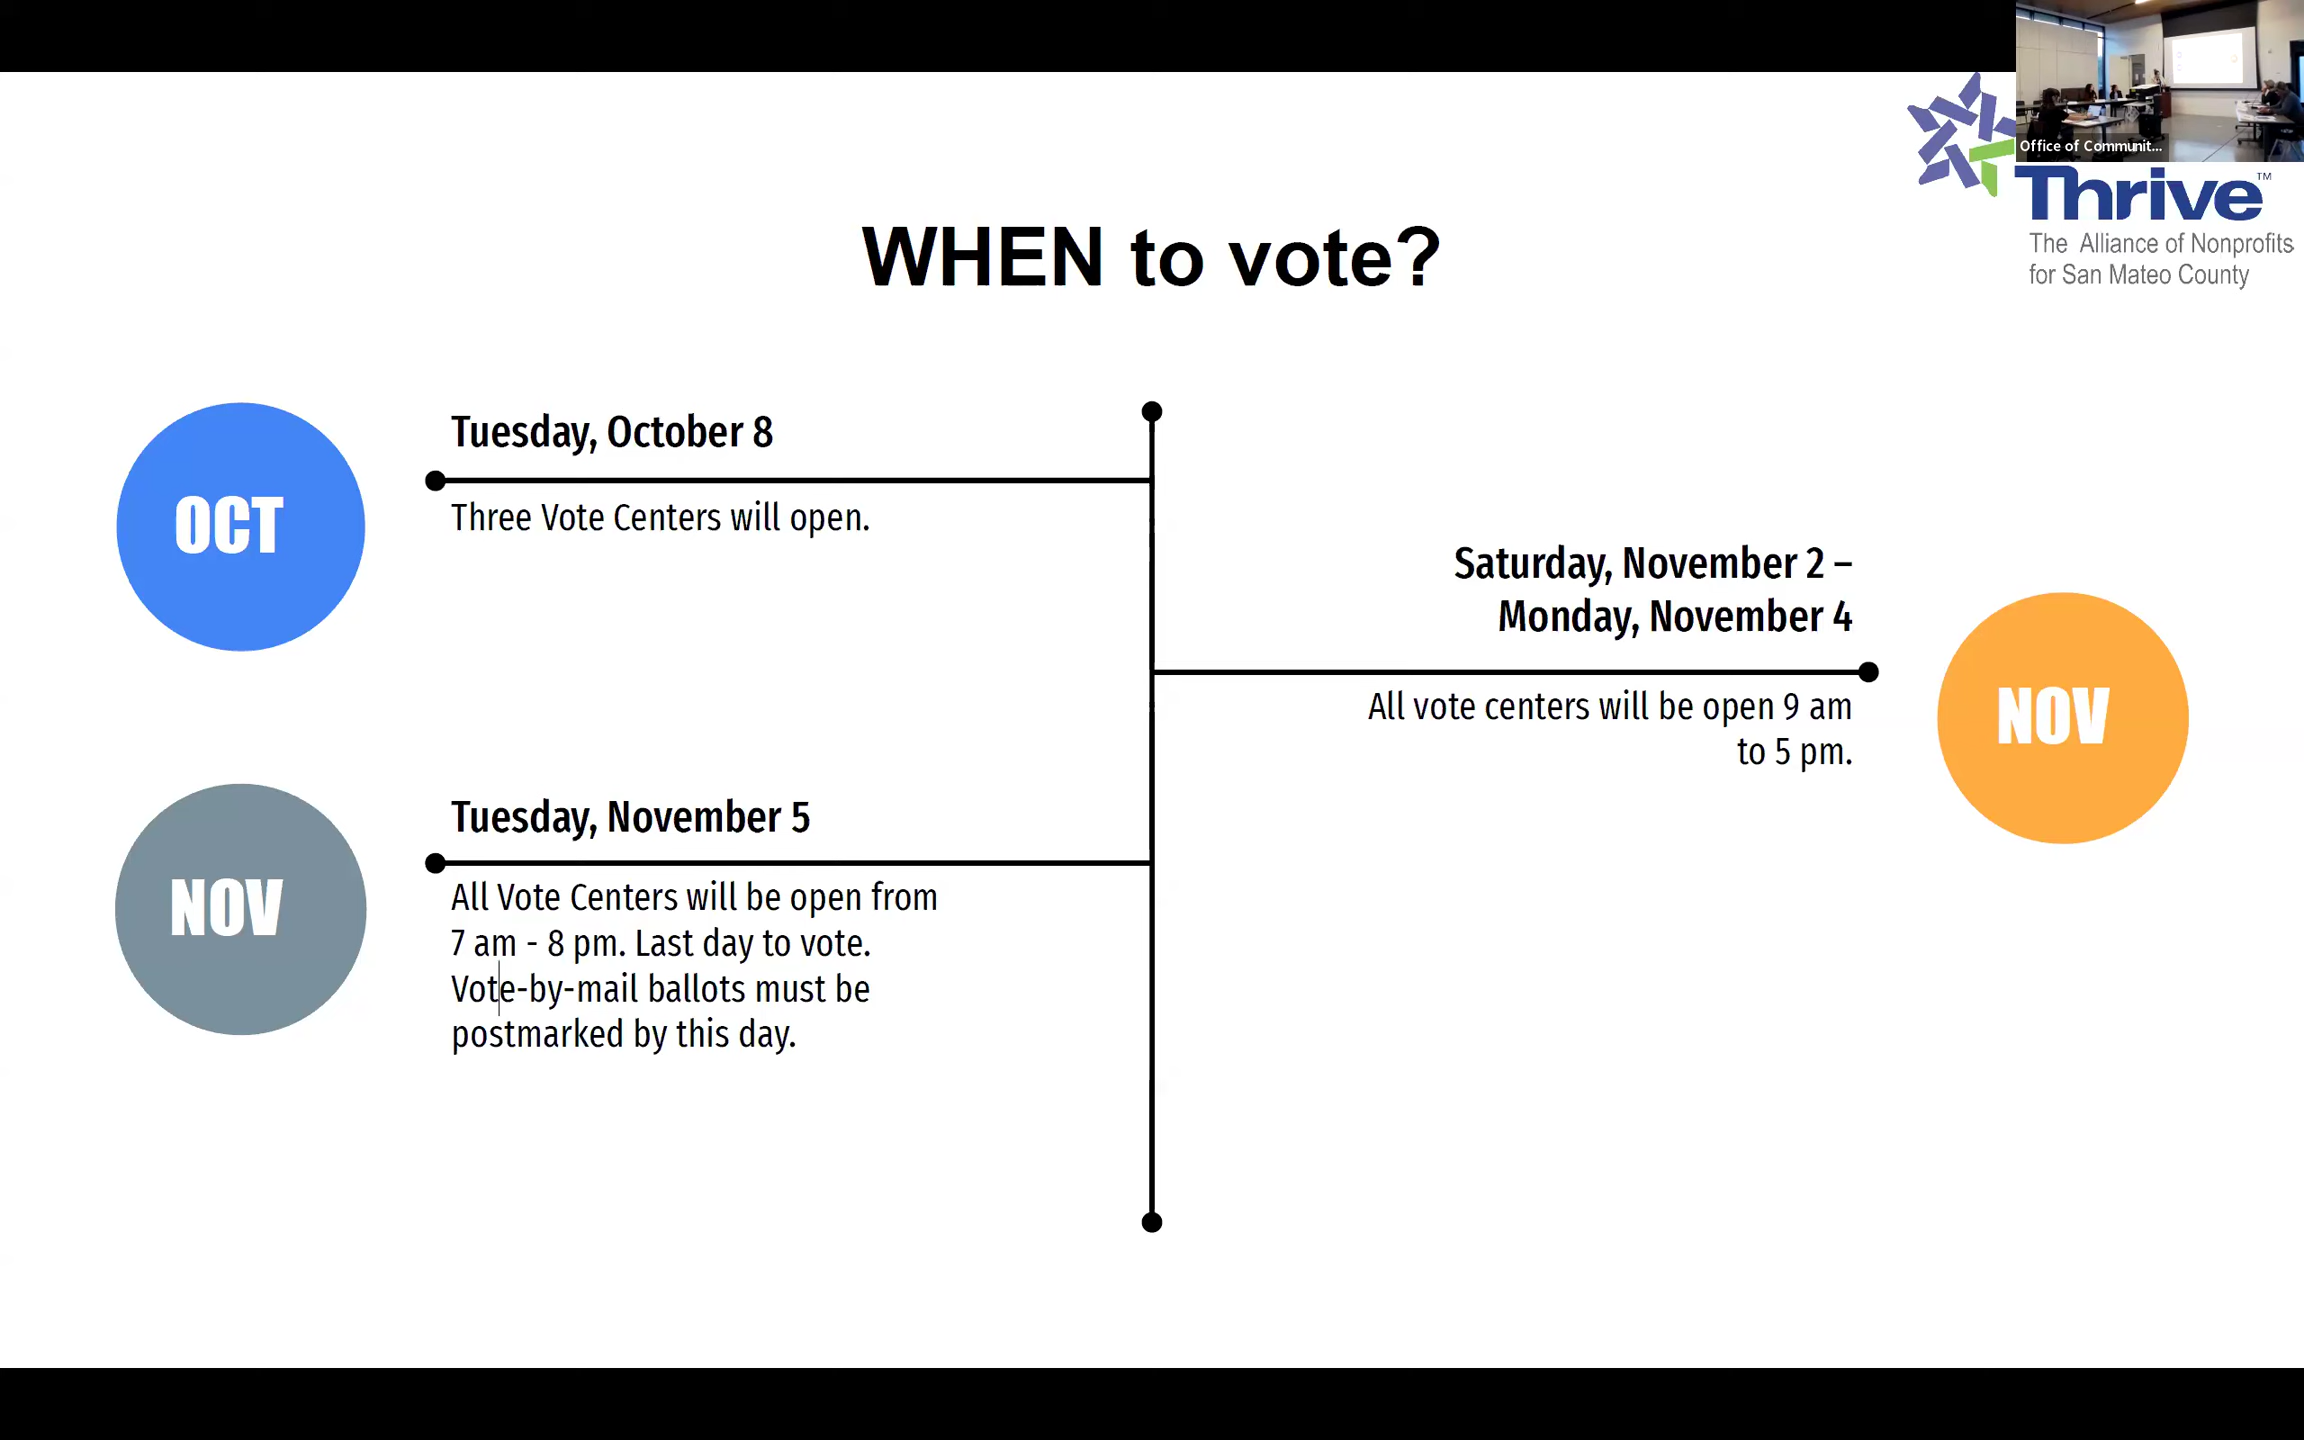 Office of Communit...
Thrive™
The Alliance of Nonprofits
for San Mateo County
WHEN to vote?
OCT
Tuesday, October 8
Three Vote Centers will open.
Saturday, November 2 –
Monday, November 4
All vote centers will be open 9 am
to 5 pm.
NOV
NOV
Tuesday, November 5
All Vote Centers will be open from
7 am - 8 pm. Last day to vote.
Vote-by-mail ballots must be
postmarked by this day.